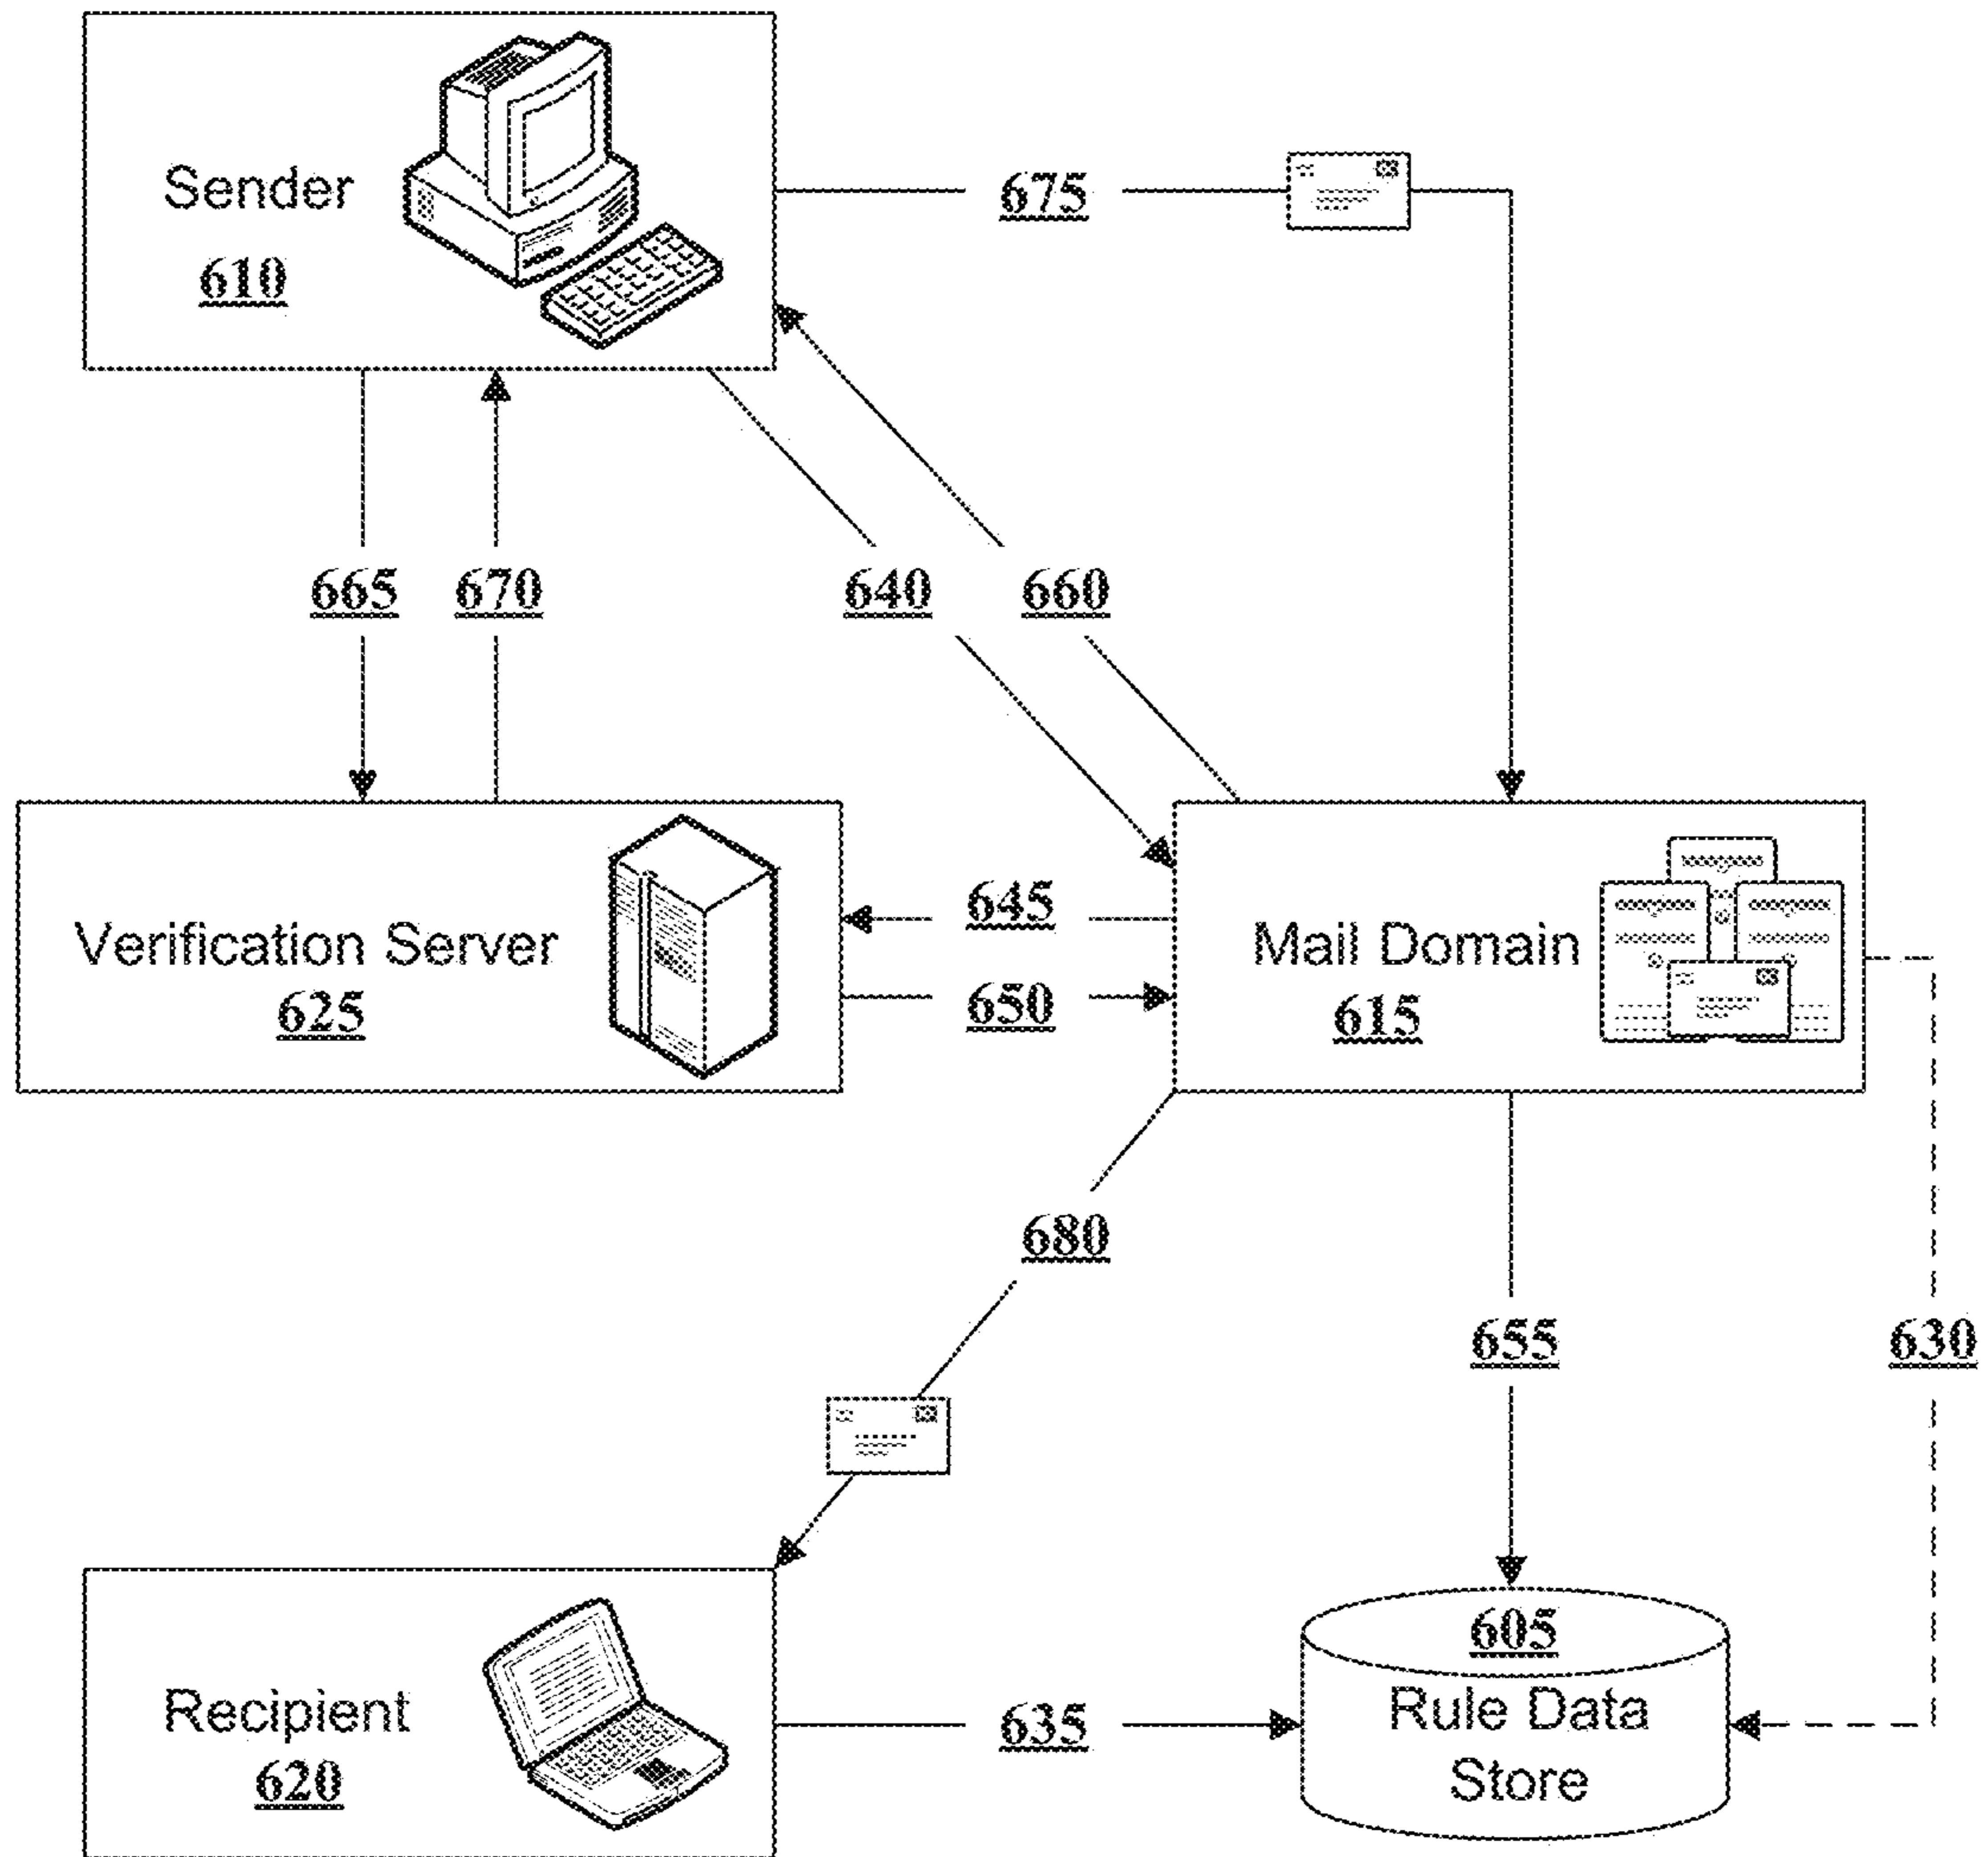 Sender
610
675
665
670
640
660
Verification Server
625
645
650
Mail Domain
615
680
655
630
Recipient
620
635
605
Rule Data
Store